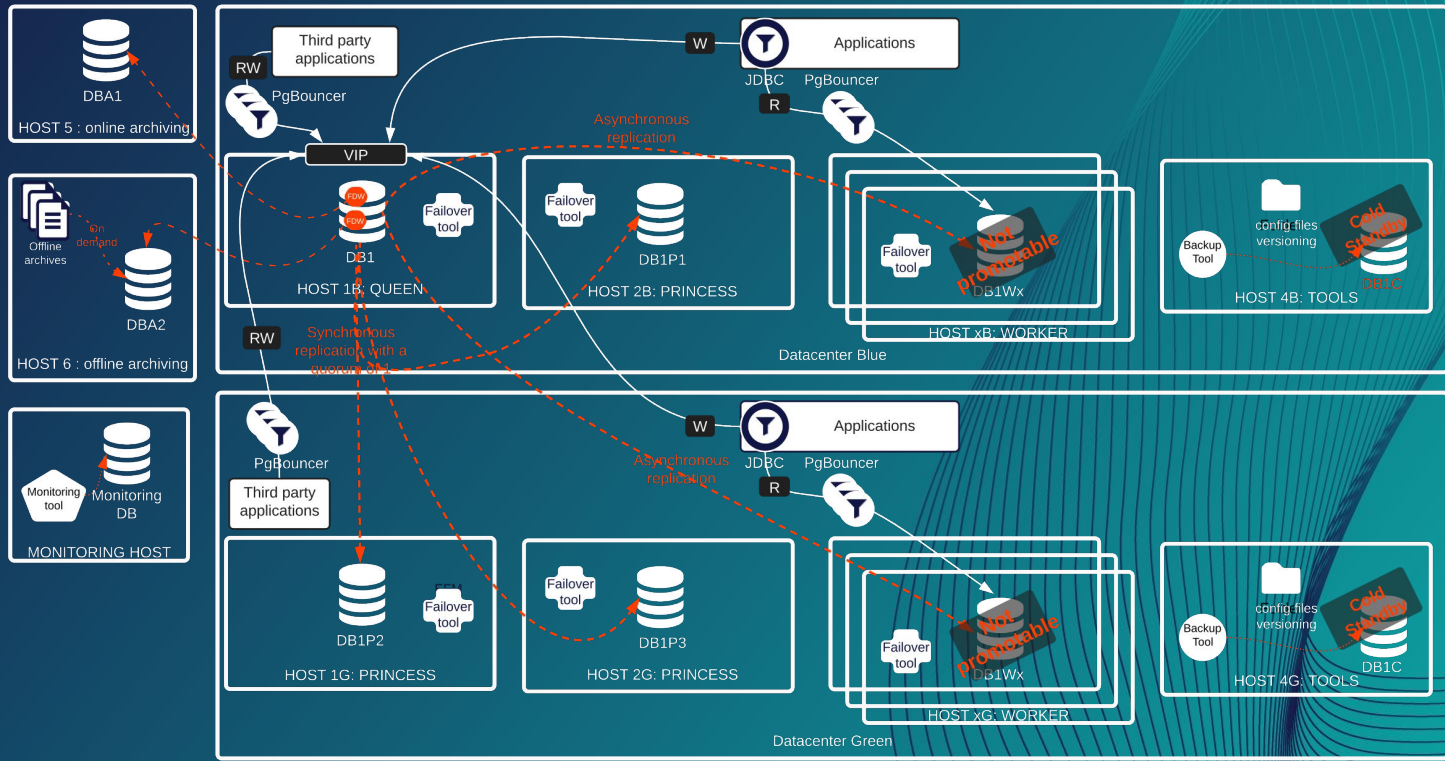 DBA1
HOST 5 : online archiving
Offline
archives
On
demand
DBA2
HOST 6 : offline archiving
Monitoring
tool
Monitoring
DB
MONITORING HOST
Third party
applications
RW
PgBouncer
W
Applications
JDBC
PgBouncer
R
Asynchronous
replication
VIP
FDW
FDW
DB1
Failover
tool
HOST 1B: QUEEN
Failover
tool
DB1P1
HOST 2B: PRINCESS
Failover
tool
Not
promotable
DB1Wx
HOST xB: WORKER
Backup
Tool
config files
versioning
Cold
Standby
DB1C
HOST 4B: TOOLS
RW
Synchronous
replication with a
quorum of 1
Datacenter Blue
PgBouncer
Third party
applications
W
Applications
JDBC
PgBouncer
R
Asynchronous
replication
DB1P2
Failover
tool
HOST 1G: PRINCESS
Failover
tool
DB1P3
HOST 2G: PRINCESS
Failover
tool
Not
promotable
DB1Wx
HOST xG: WORKER
Backup
Tool
config files
versioning
Cold
Standby
DB1C
HOST 4G: TOOLS
Datacenter Green